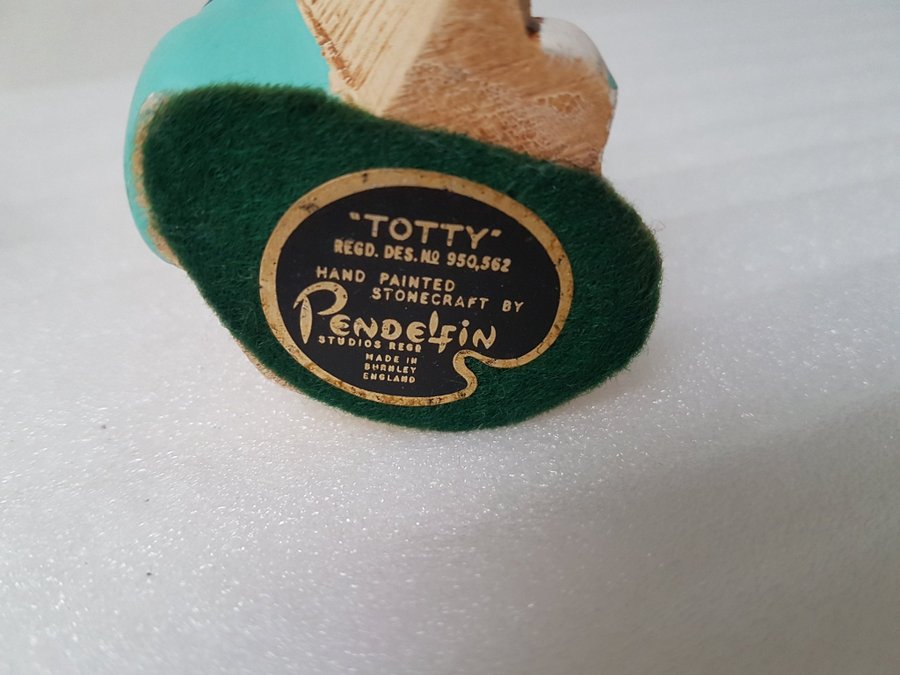 "TOTTY"
REGD. DES. No 950,562
HAND PAINTED
STONECRAFT BY
PENDELFIN
STUDIOS REGD
MADE IN
BURNLEY
ENGLAND